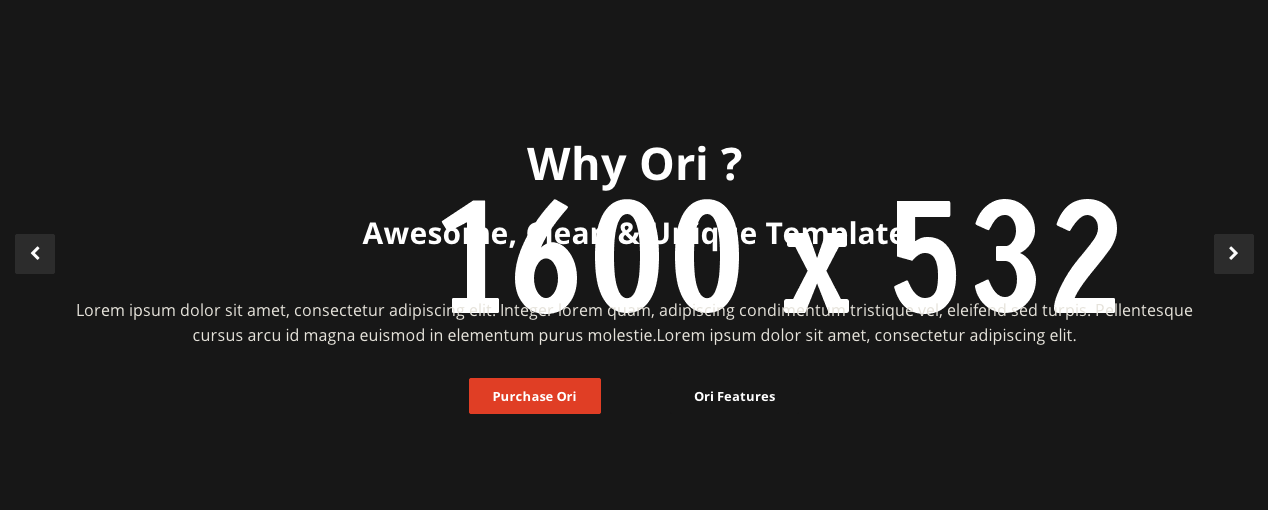 Why Ori ?
Awesome, Clean & Unique Template
1600 x 532
Lorem ipsum dolor sit amet, consectetur adipiscing elit. Integer lorem quam, adipiscing condimentum tristique vel, eleifend sed turpis. Pellentesque
cursus arcu id magna euismod in elementum purus molestie.Lorem ipsum dolor sit amet, consectetur adipiscing elit.
Purchase Ori
Ori Features